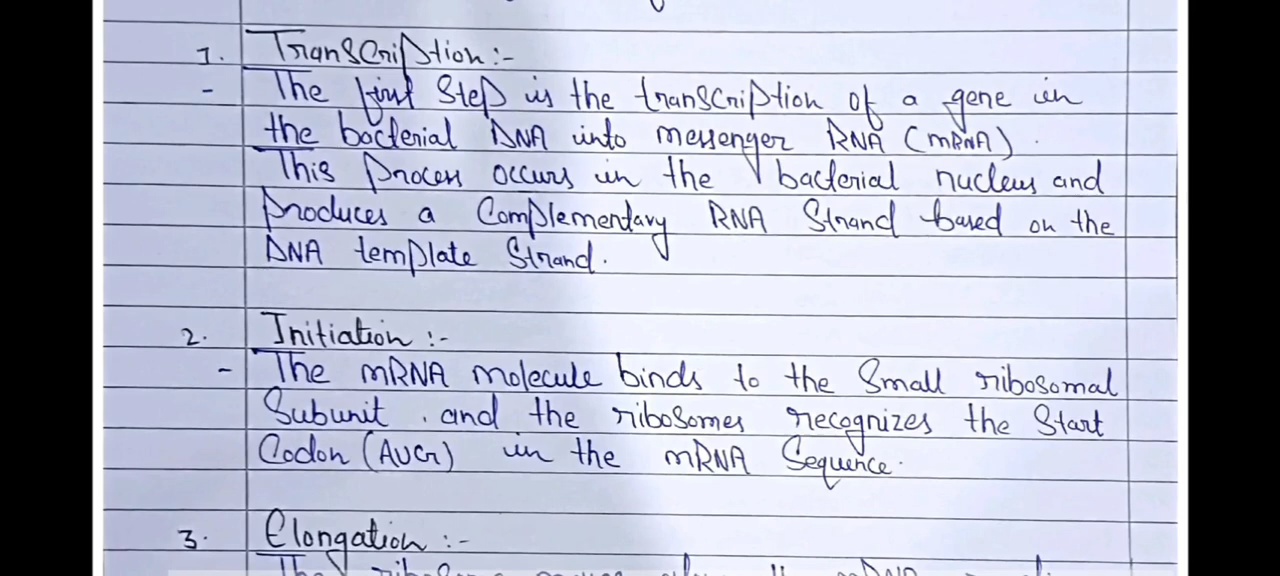 1. Transcription :-
- The first step is the transcription of a gene in
the bacterial DNA into messenger RNA (mRNA).
This process occurs in the bacterial nucleus and
produces a complementary RNA strand based on the
DNA template strand.
2. Initiation :-
- The mRNA molecule binds to the small ribosomal
subunit. and the ribosomes recognizes the start
codon (AUG) in the mRNA sequence.
3. Elongation :-
The